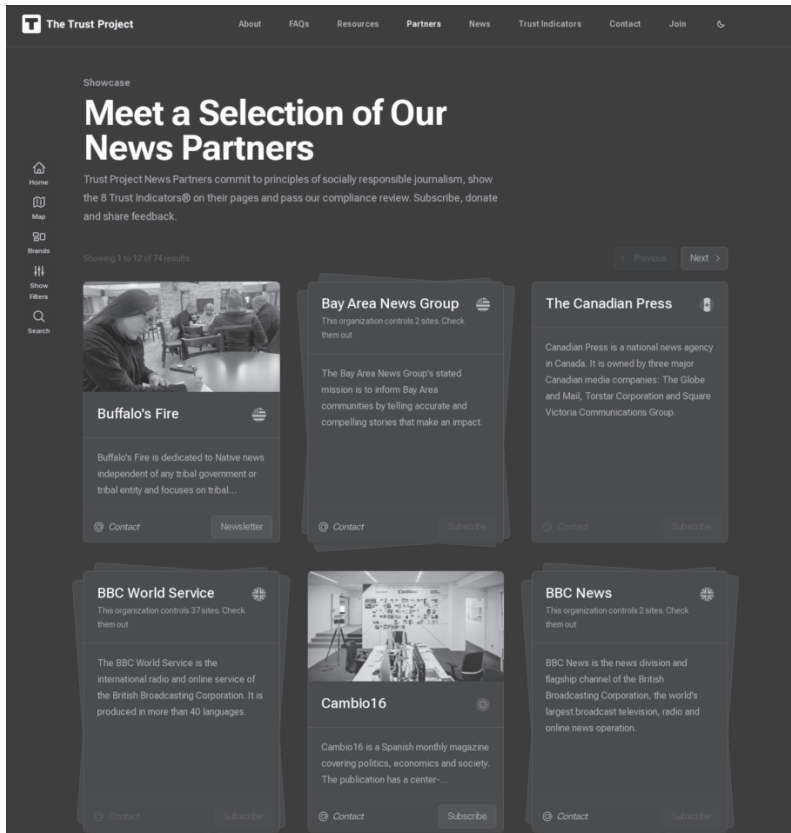 The Trust Project
About FAQs Resources Partners News Trust Indicators Contact Join
Home
Map
Brands
Show
Filters
Search
Showcase
Meet a Selection of Our
News Partners
Trust Project News Partners commit to principles of socially responsible journalism, show
the 8 Trust Indicators® on their pages and pass our compliance review. Subscribe, donate
and share feedback.
Showing 1 to 12 of 74 results
Previous Next
Buffalo's Fire
Buffalo's Fire is dedicated to Native news
independent of any tribal government or
tribal entity and focuses on tribal...
@ Contact Newsletter
Bay Area News Group
This organization controls 2 sites. Check
them out
The Bay Area News Group's stated
mission is to inform Bay Area
communities by telling accurate and
compelling stories that make an impact.
@ Contact Subscribe
The Canadian Press
Canadian Press is a national news agency
in Canada. It is owned by three major
Canadian media companies: The Globe
and Mail, Torstar Corporation and Square
Victoria Communications Group.
@ Contact Subscribe
BBC World Service
This organization controls 37 sites. Check
them out
The BBC World Service is the
international radio and online service of
the British Broadcasting Corporation. It is
produced in more than 40 languages.
@ Contact Subscribe
Cambio16
Cambio16 is a Spanish monthly magazine
covering politics, economics and society.
The publication has a center-...
@ Contact Subscribe
BBC News
This organization controls 2 sites. Check
them out
BBC News is the news division and
flagship channel of the British
Broadcasting Corporation, the world's
largest broadcast television, radio and
online news operation.
@ Contact Subscribe